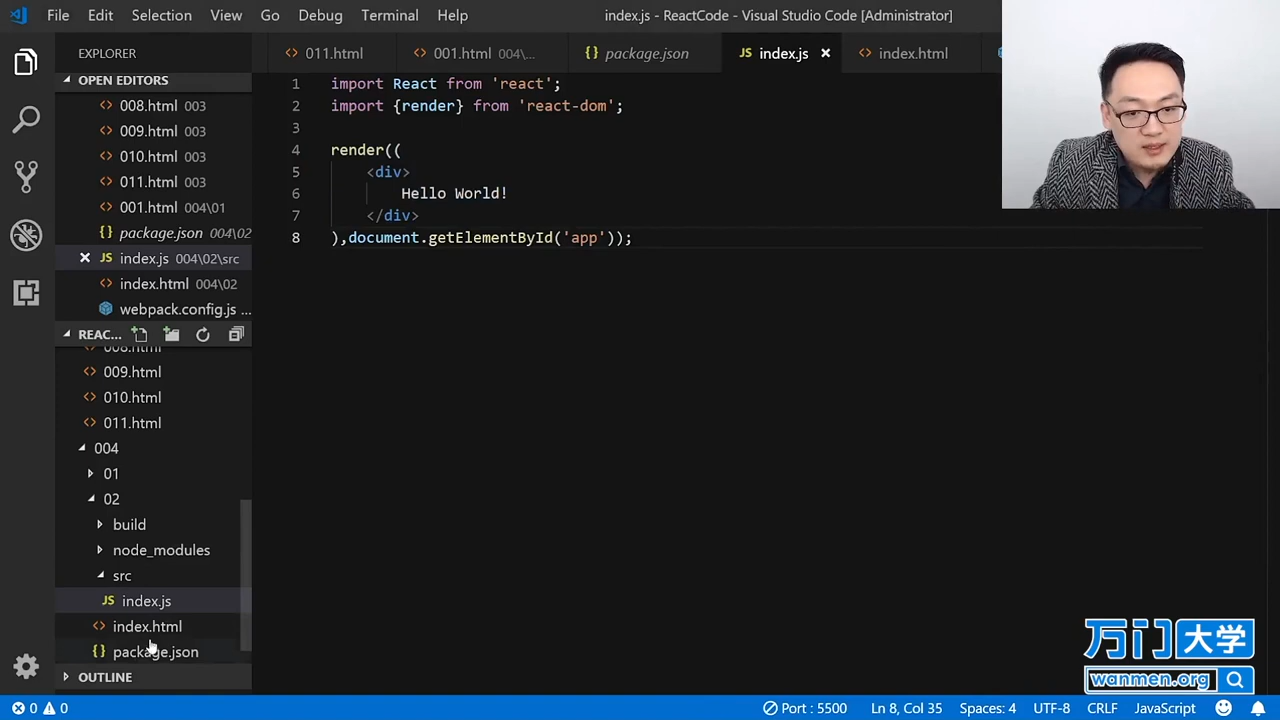 File Edit Selection View Go Debug Terminal Help
index.js - ReactCode - Visual Studio Code [Administrator]
EXPLORER
OPEN EDITORS
008.html 003
009.html 003
010.html 003
011.html 003
001.html 004\01
package.json 004\02
index.js 004\02\src
index.html 004\02
webpack.config.js ...
REAC...
008.html
009.html
010.html
011.html
004
01
02
build
node_modules
src
JS index.js
index.html
package.json
OUTLINE
011.html
001.html 004\...
package.json
JS index.js
index.html
1 import React from 'react';
2 import {render} from 'react-dom';
3
4 render((
5 <div>
6 Hello World!
7 </div>
8 ),document.getElementById('app'));
万门大学
wanmen.org
0 0
Port : 5500
Ln 8, Col 35
Spaces: 4
UTF-8
CRLF
JavaScript